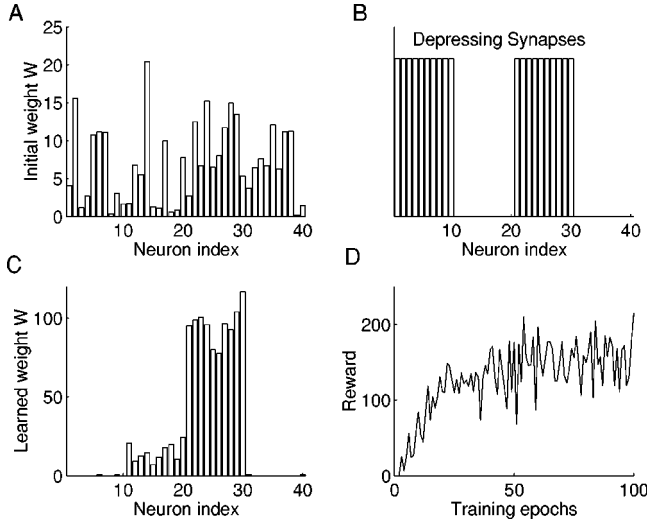 A
Initial weight W
25
20
15
10
5
0
10 20 30 40
Neuron index
B
Depressing Synapses
0 10 20 30 40
Neuron index
C
Learned weight W
100
50
0
10 20 30 40
Neuron index
D
Reward
200
100
0
0 50 100
Training epochs